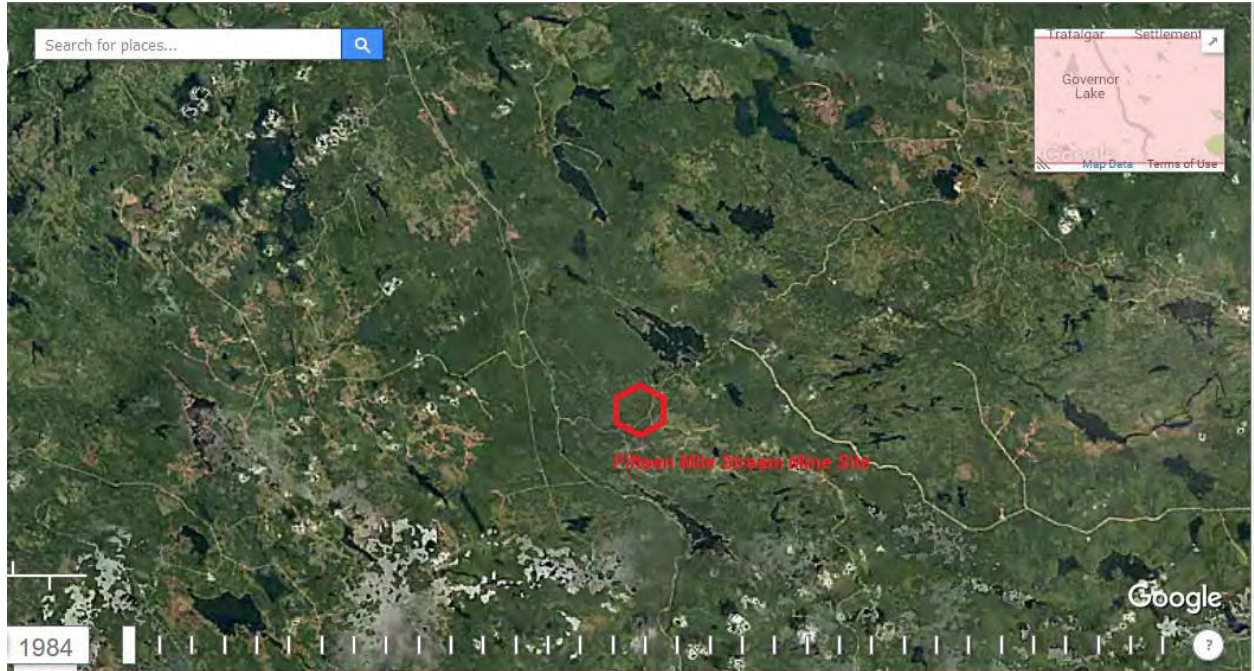 Search for places...
Trafalgar Settlement
Governor
Lake
Google
Map Data Terms of Use
Fifteen Mile Stream Mine Site
Google
1984
?